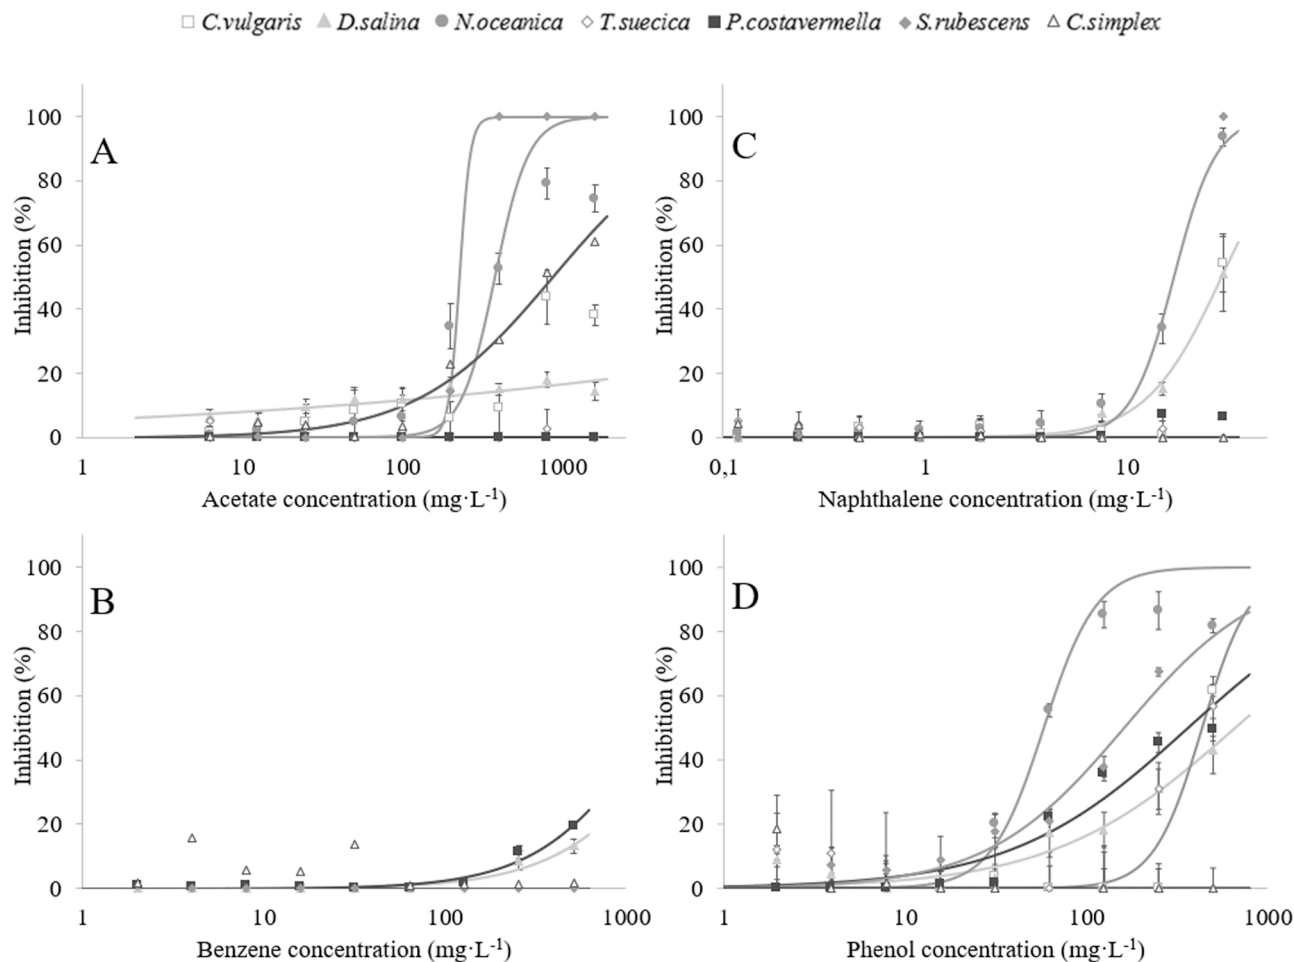 C.vulgaris D.salina N.oceanica T.suecica P.costavermella S.rubescens C.simplex
A
Inhibition (%)
100
80
60
40
20
0
1 10 100 1000
Acetate concentration (mg·L-1)
C
Inhibition (%)
100
80
60
40
20
0
0,1 1 10
Naphthalene concentration (mg·L-1)
B
Inhibition (%)
100
80
60
40
20
0
1 10 100 1000
Benzene concentration (mg·L-1)
D
Inhibition (%)
100
80
60
40
20
0
1 10 100 1000
Phenol concentration (mg·L-1)